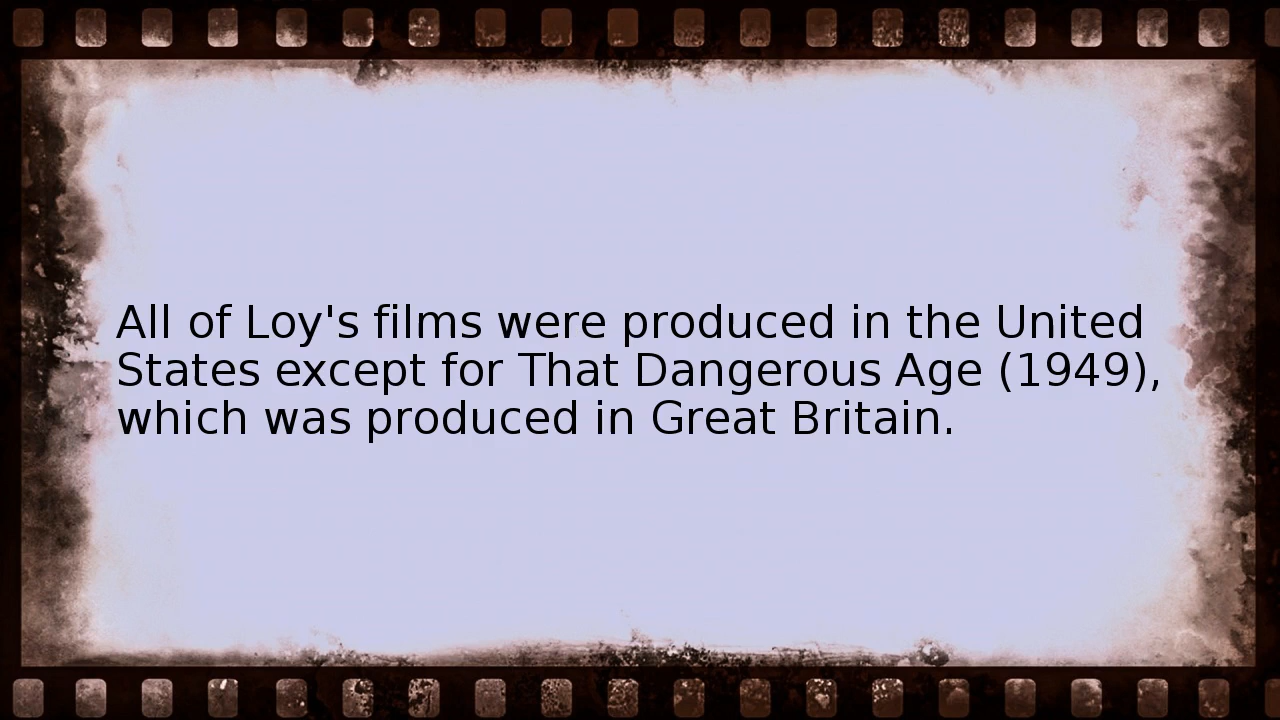 All of Loy's films were produced in the United
States except for That Dangerous Age (1949),
which was produced in Great Britain.